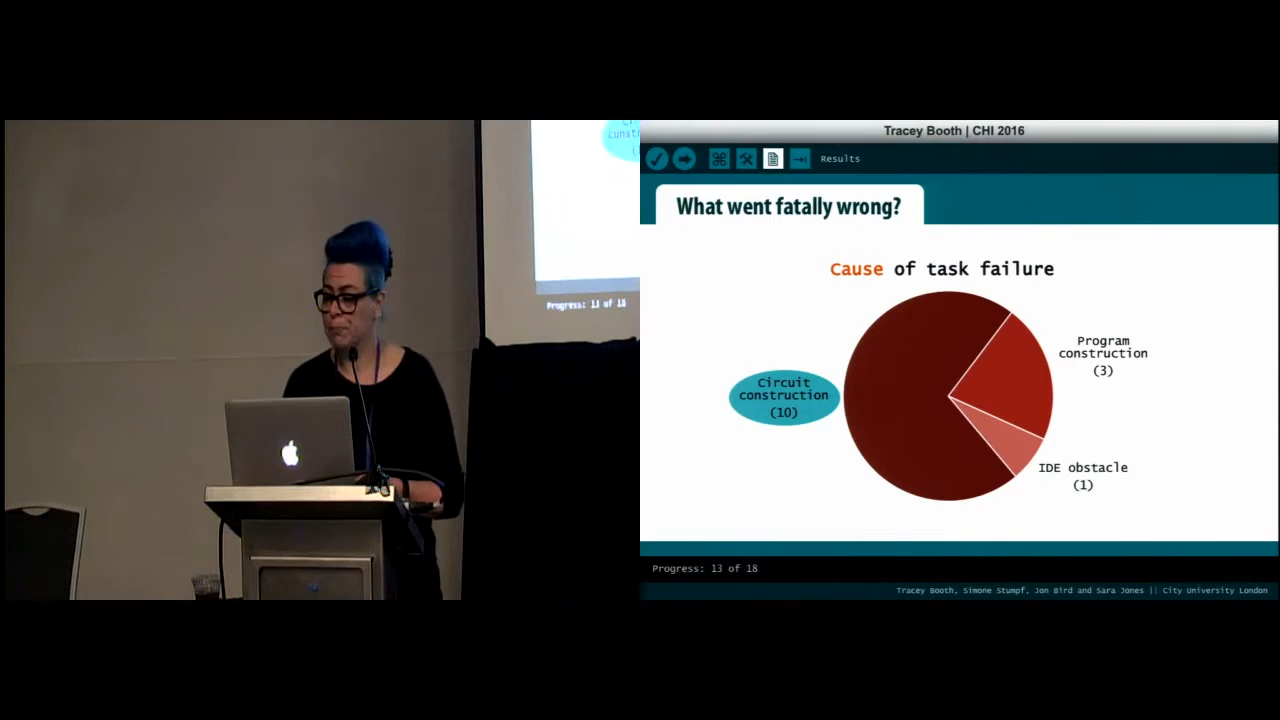 Tracey Booth | CHI 2016
Results
What went fatally wrong?
Cause of task failure
Program
construction
(3)
Circuit
construction
(10)
IDE obstacle
(1)
Progress: 13 of 18
Tracey Booth, Simone Stumpf, Jon Bird and Sara Jones || City University London
Progress: 13 of 18